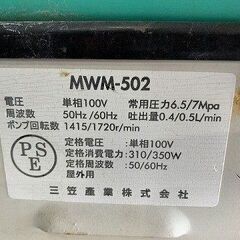 MWM-502
電圧 単相100V 常用圧力6.5/7Mpa
周波数 50Hz/60Hz 吐出量0.4/0.5L/min
ポンプ回転数 1415/1720r/min
PSE
定格電圧:単相100V
定格消費電力:310/350W
定格周波数:50/60Hz
屋外用
三笠産業株式会社